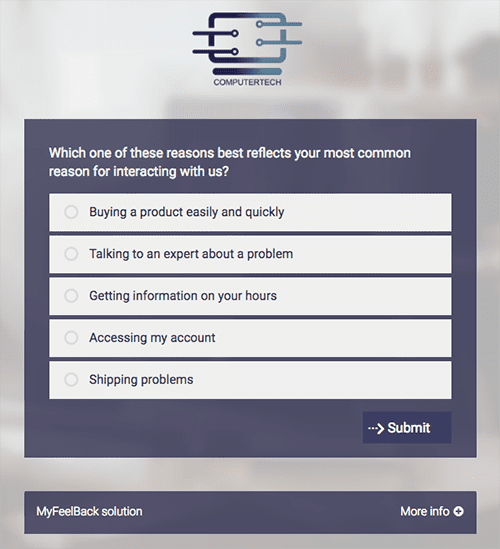 COMPUTERTECH
Which one of these reasons best reflects your most common
reason for interacting with us?
Buying a product easily and quickly
Talking to an expert about a problem
Getting information on your hours
Accessing my account
Shipping problems
Submit
MyFeelBack solution
More info